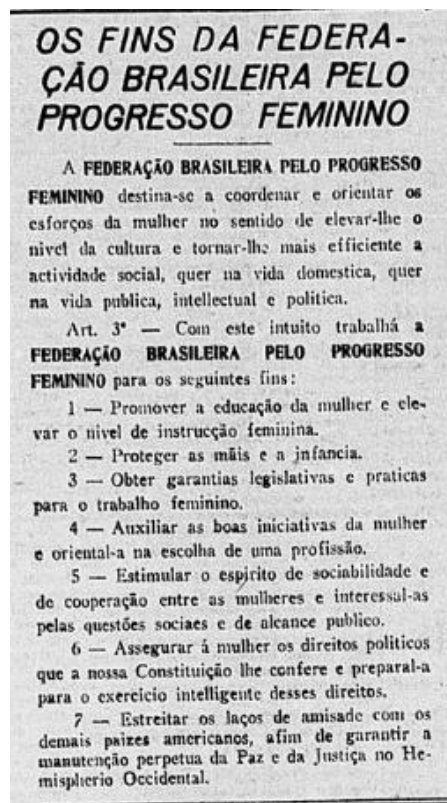 OS FINS DA FEDERA-
ÇÃO BRASILEIRA PELO
PROGRESSO FEMININO
A FEDERAÇÃO BRASILEIRA PELO PROGRESSO
FEMININO destina-se a coordenar e orientar os
esforços da mulher no sentido de elevar-lhe o
nivel da cultura e tornar-lhe mais efficiente a
actividade social, quer na vida domestica, quer
na vida publica, intellectual e politica.
Art. 3º — Com este intuito trabalhá a
FEDERAÇÃO BRASILEIRA PELO PROGRESSO
FEMININO para os seguintes fins:
1 — Promover a educação da mulher e ele-
var o nivel de instrucção feminina.
2 — Proteger as mãis e a jnfancia.
3 — Obter garantias legislativas e praticas
para o trabalho feminino.
4 — Auxiliar as boas iniciativas da mulher
e oriental-a na escolha de uma profissão.
5 — Estimular o espirito de sociabilidade e
de cooperação entre as mulheres e interessal-as
pelas questões sociaes e de alcance publico.
6 — Assegurar á mulher os direitos politicos
que a nossa Constituição lhe confere e preparal-a
para o exercicio intelligente desses direitos.
7 — Estreitar os laços de amisade com os
demais paizes americanos, afim de garantir a
manutenção perpetua da Paz e da Justiça no He-
mispherio Occidental.